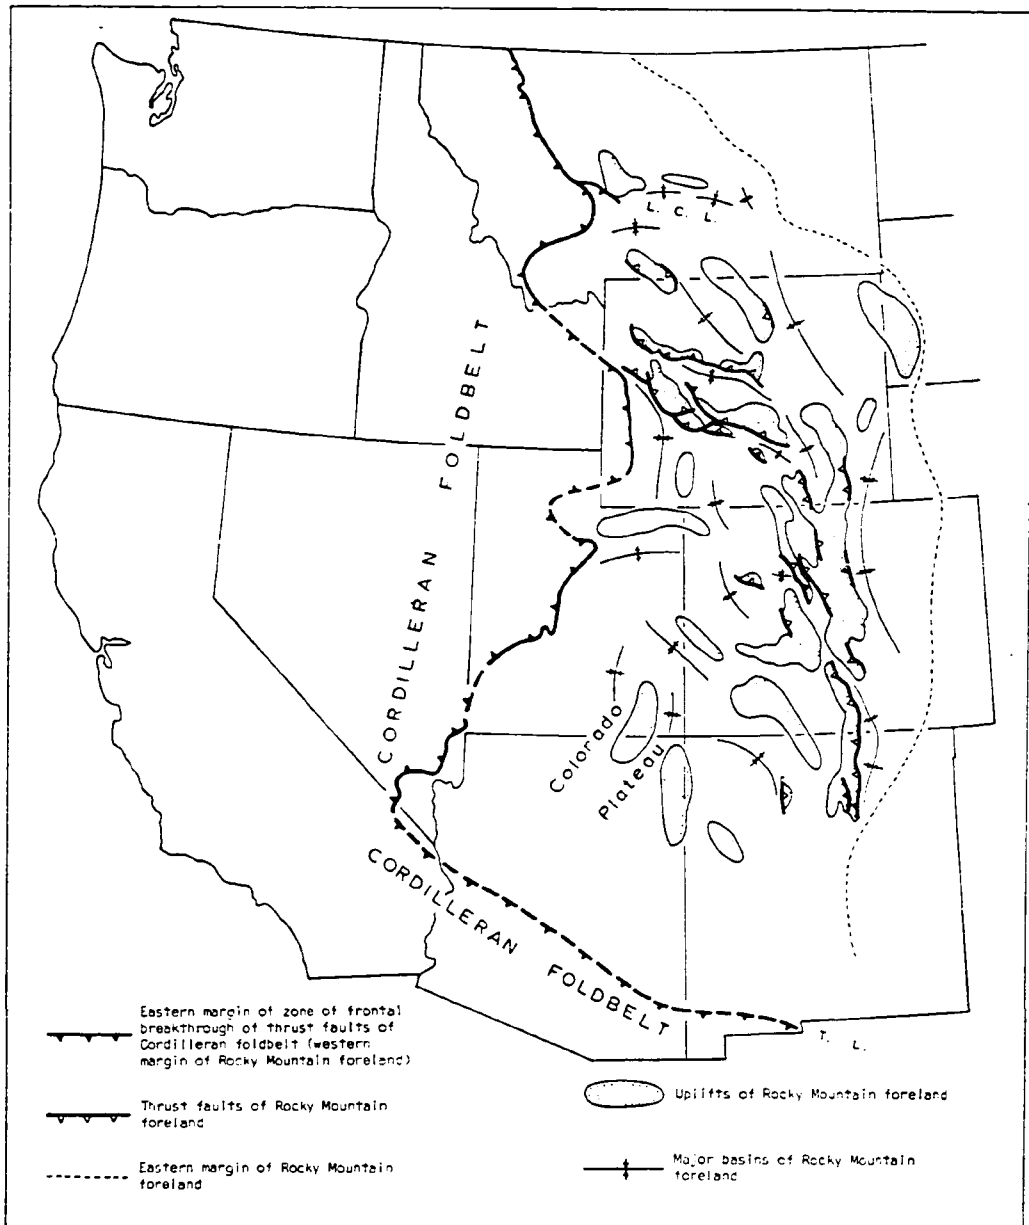 L. C. L.
CORDILLERAN FOLDBELT
Colorado
Plateau
CORDILLERAN FOLDBELT
T. L.
Eastern margin of zone of frontal
breakthrough of thrust faults of
Cordilleran foldbelt (western
margin of Rocky Mountain foreland)
Thrust faults of Rocky Mountain
foreland
Eastern margin of Rocky Mountain
foreland
Uplifts of Rocky Mountain foreland
Major basins of Rocky Mountain
foreland